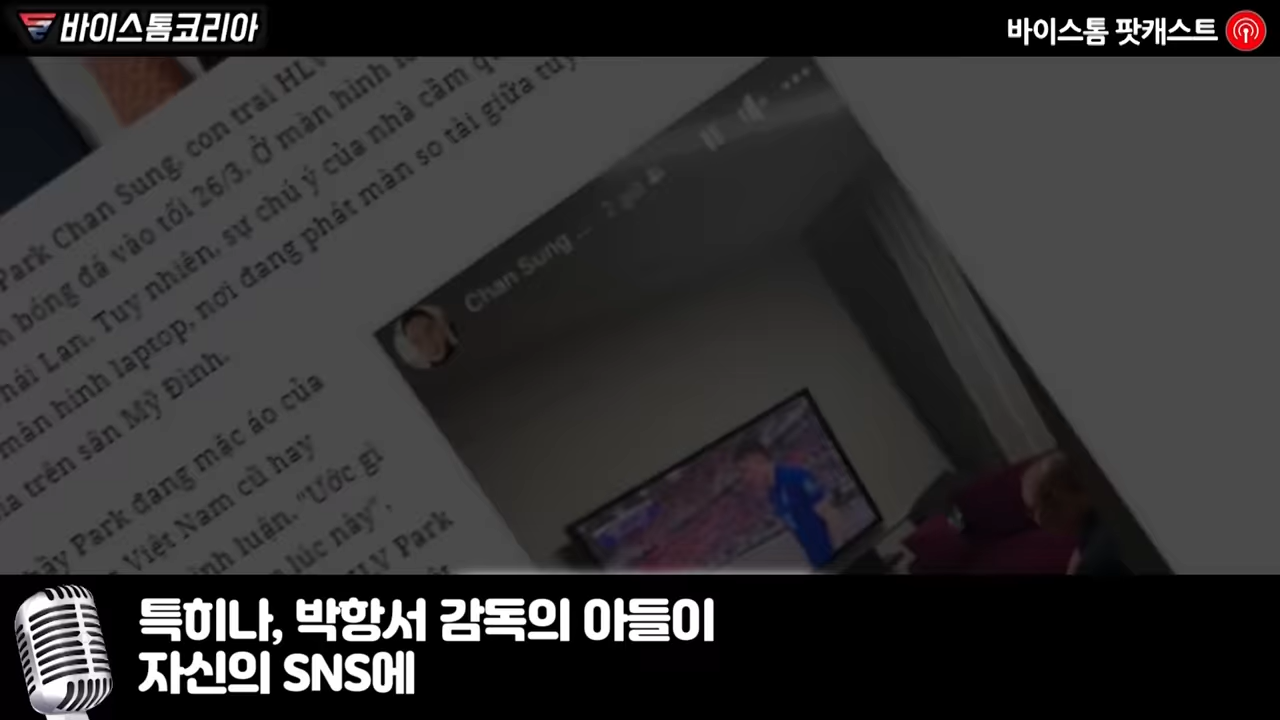 바이스톰코리아
바이스톰 팟캐스트
Park Chan Sung, con trai HLV
bóng đá vào tối 26/3. Ở màn hình
Lan. Tuy nhiên, sự chú ý của nhà cầm
màn hình laptop, nơi đang phát màn so tài giữa
trên sân Mỹ Đình.
Park đang mặc áo của
Việt Nam cũ hay
luận. "Ước gì
lúc này",
HLV Park
Chan Sung ...
특히나, 박항서 감독의 아들이
자신의 SNS에